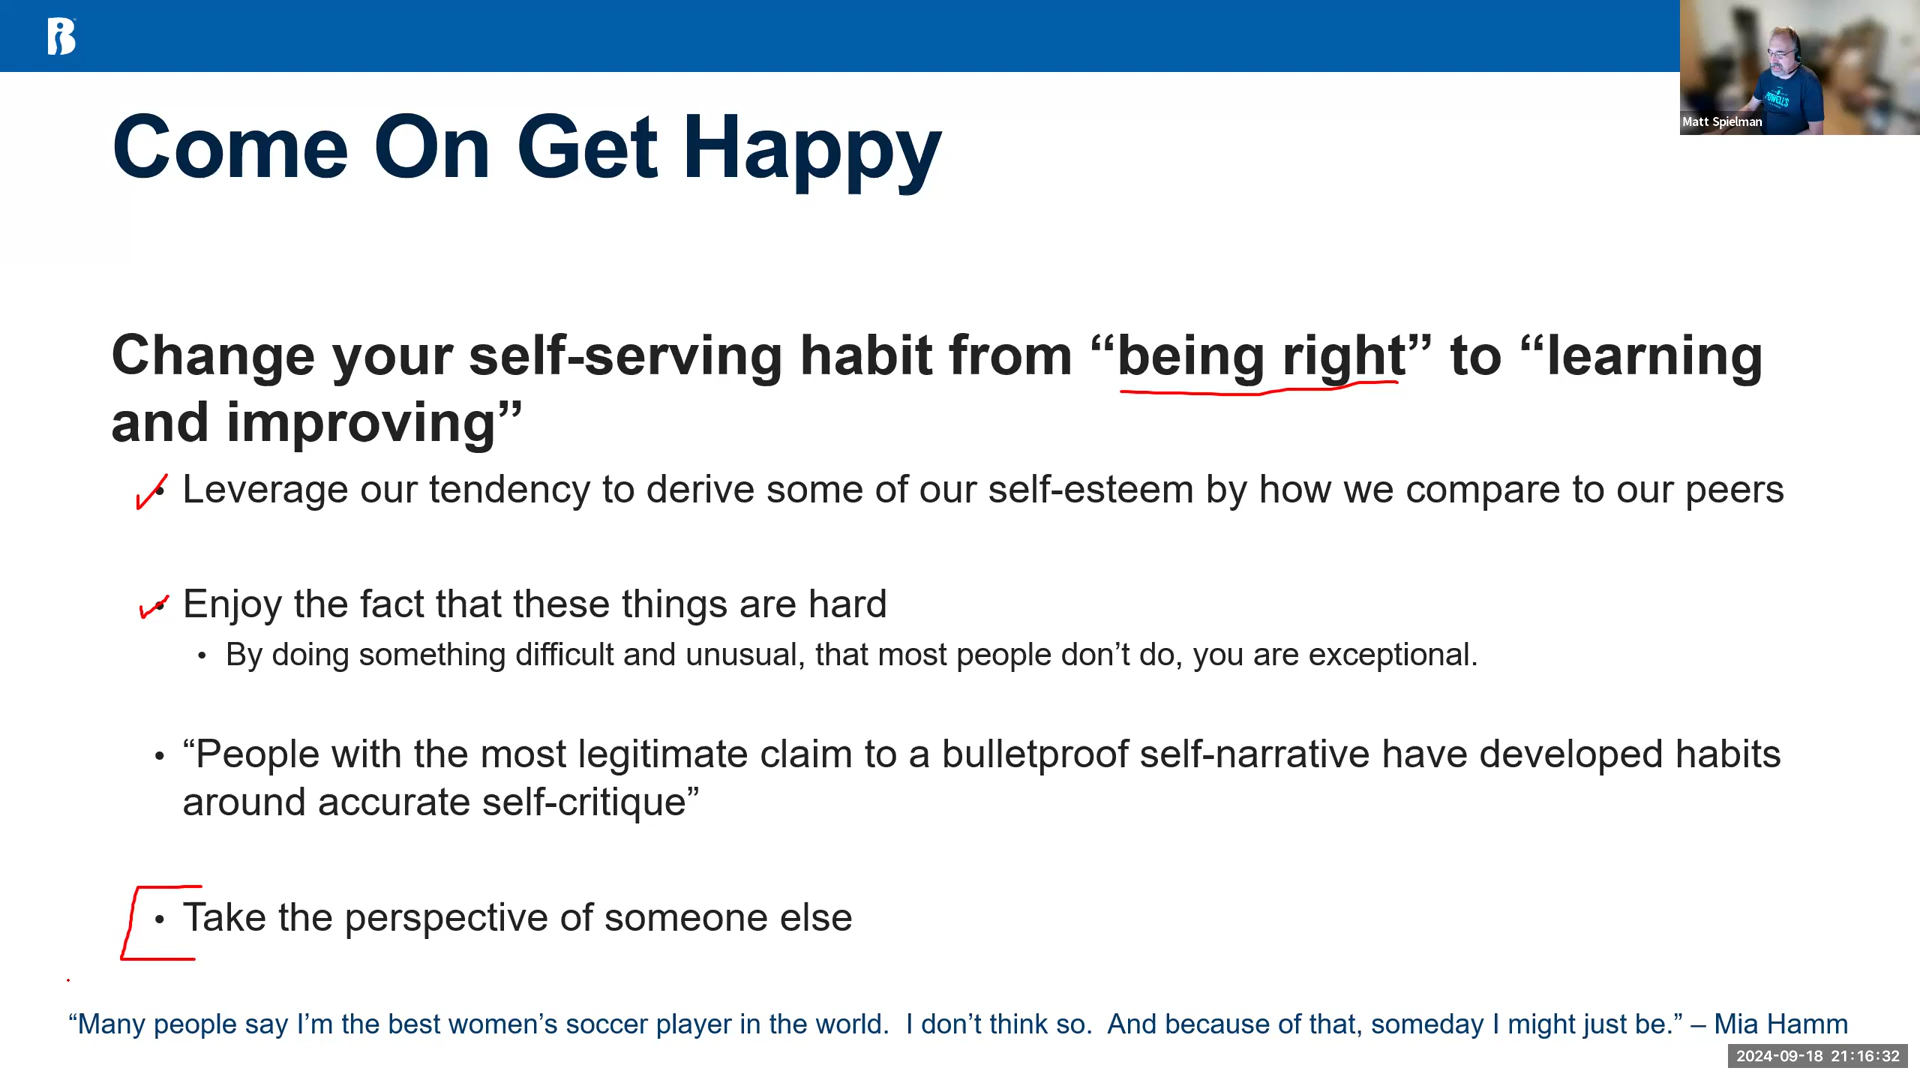 Matt Spielman
POWELL'S
Come On Get Happy
Change your self-serving habit from “being right” to “learning
and improving”
• Leverage our tendency to derive some of our self-esteem by how we compare to our peers
• Enjoy the fact that these things are hard
• By doing something difficult and unusual, that most people don’t do, you are exceptional.
• “People with the most legitimate claim to a bulletproof self-narrative have developed habits
around accurate self-critique”
• Take the perspective of someone else
“Many people say I’m the best women’s soccer player in the world.  I don’t think so.  And because of that, someday I might just be.” – Mia Hamm
2024-09-18 21:16:32